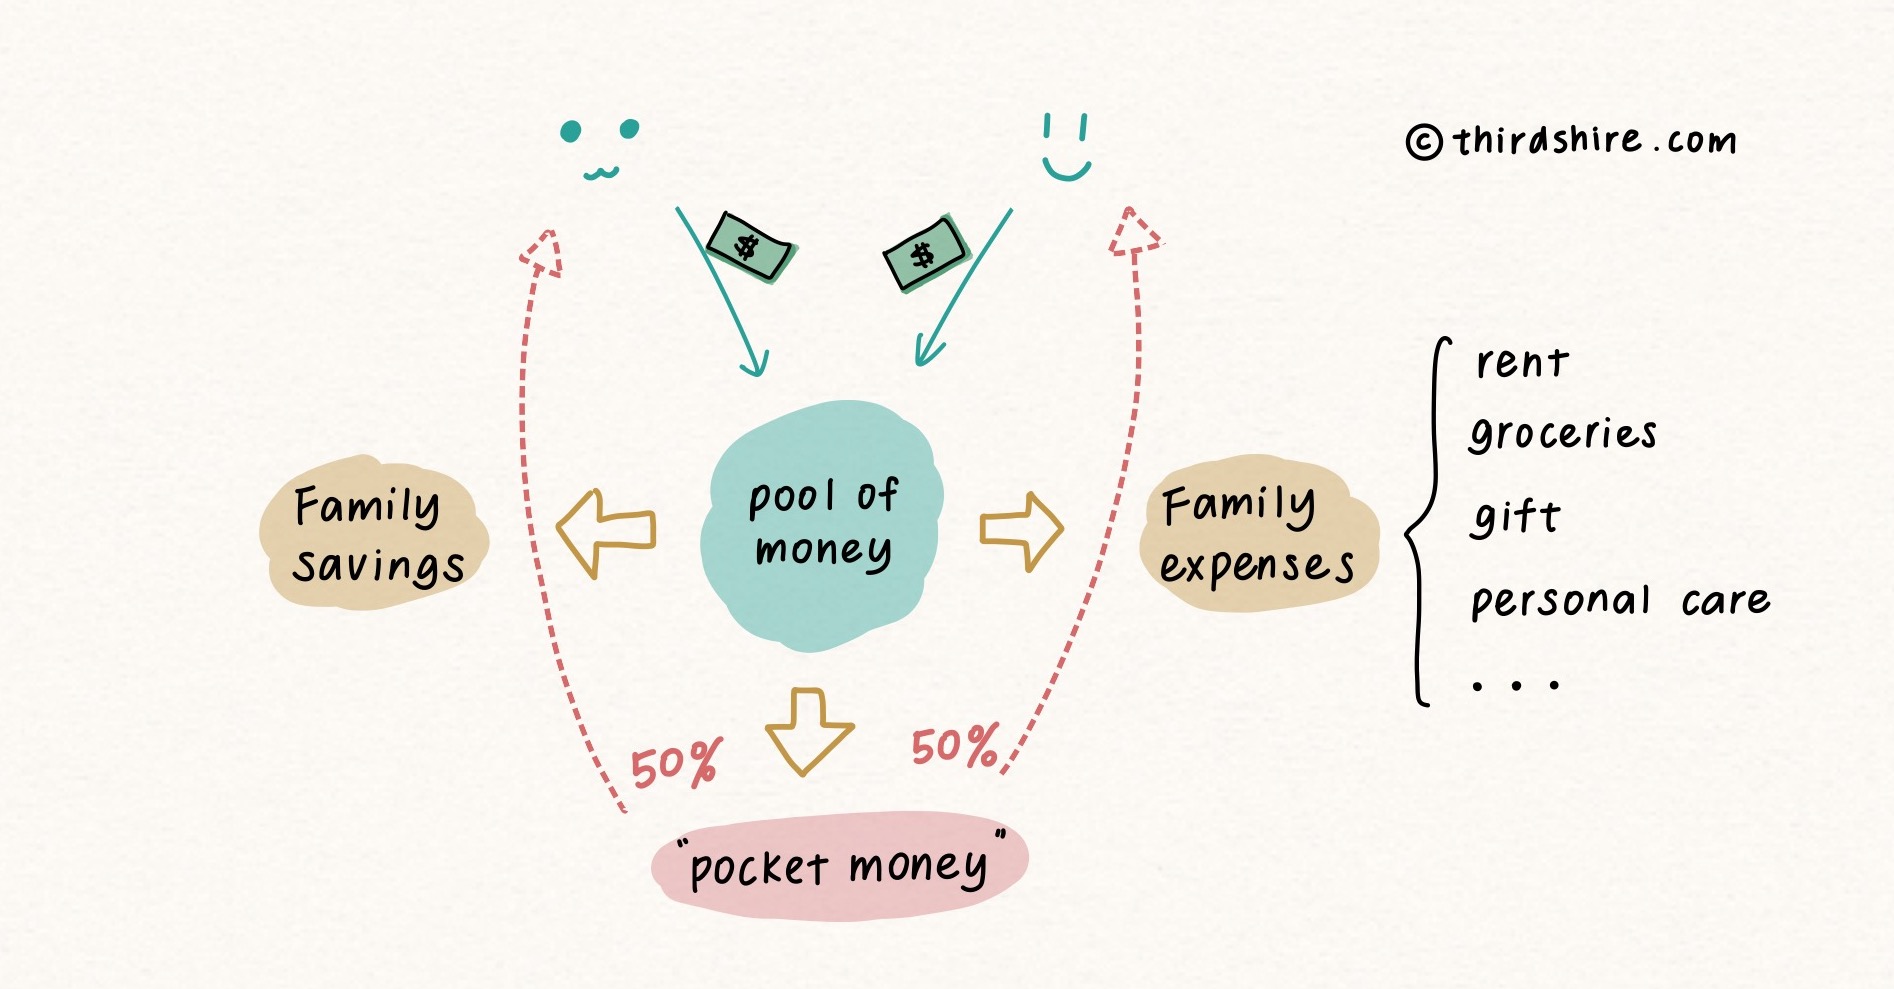 © thirdshire.com
$
$
pool of
money
Family
savings
Family
expenses
rent
groceries
gift
personal care
...
50%
50%
"pocket money"